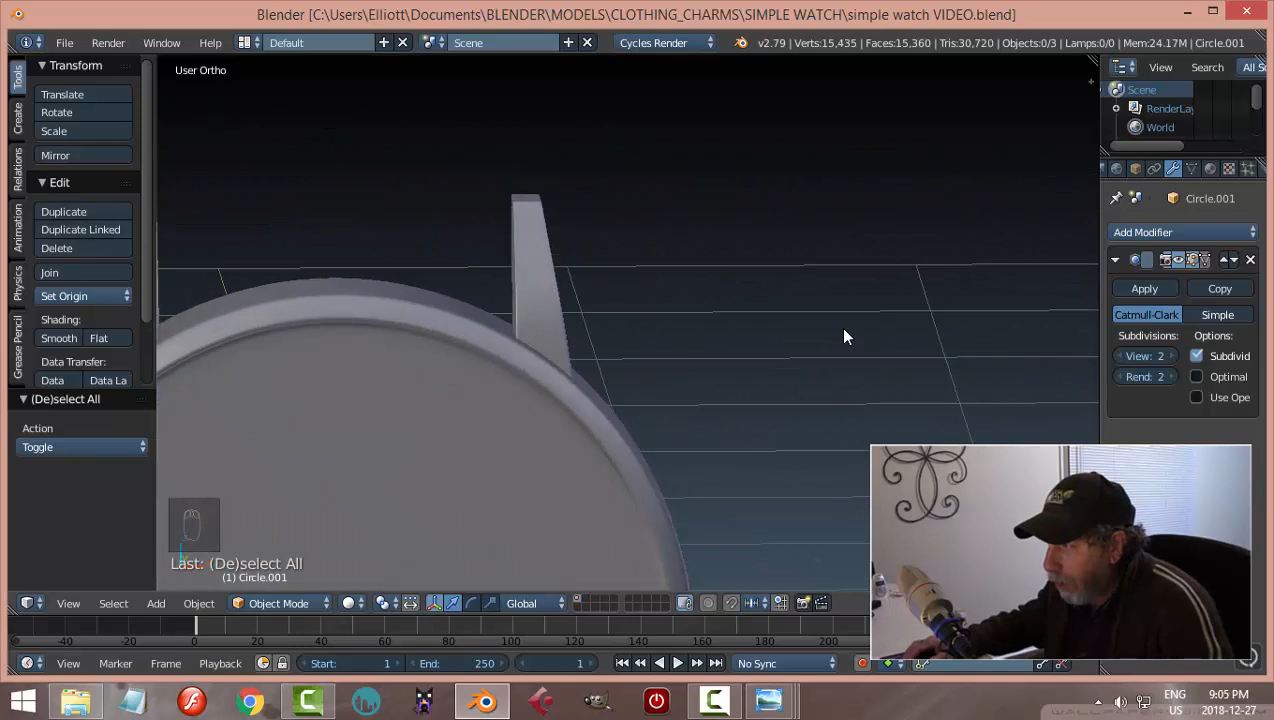 Blender [C:\Users\Elliott\Documents\BLENDER\MODELS\CLOTHING_CHARMS\SIMPLE WATCH\simple watch VIDEO.blend]
File Render Window Help Default Scene Cycles Render v2.79 | Verts:15,435 | Faces:15,360 | Tris:30,720 | Objects:0/3 | Lamps:0/0 | Mem:24.17M | Circle.001
Tools
Create
Relations
Animation
Physics
Grease Pencil
Transform
Translate
Rotate
Scale
Mirror
Edit
Duplicate
Duplicate Linked
Delete
Join
Set Origin
Shading:
Smooth Flat
Data Transfer:
Data Data La
(De)select All
Action
Toggle
User Ortho
Last: (De)select All
(1) Circle.001
View Search All S
Scene
RenderLay
World
Circle.001
Add Modifier
Apply Copy
Catmull-Clark Simple
Subdivisions: Options:
View: 2 Subdivid
Rend: 2 Optimal
Use Ope
View Select Add Object Object Mode Global
-40 -20 0 20 40 60 80 100 120 140 160 180 200
View Marker Frame Playback Start: 1 End: 250 1 No Sync
ENG 9:05 PM
US 2018-12-27